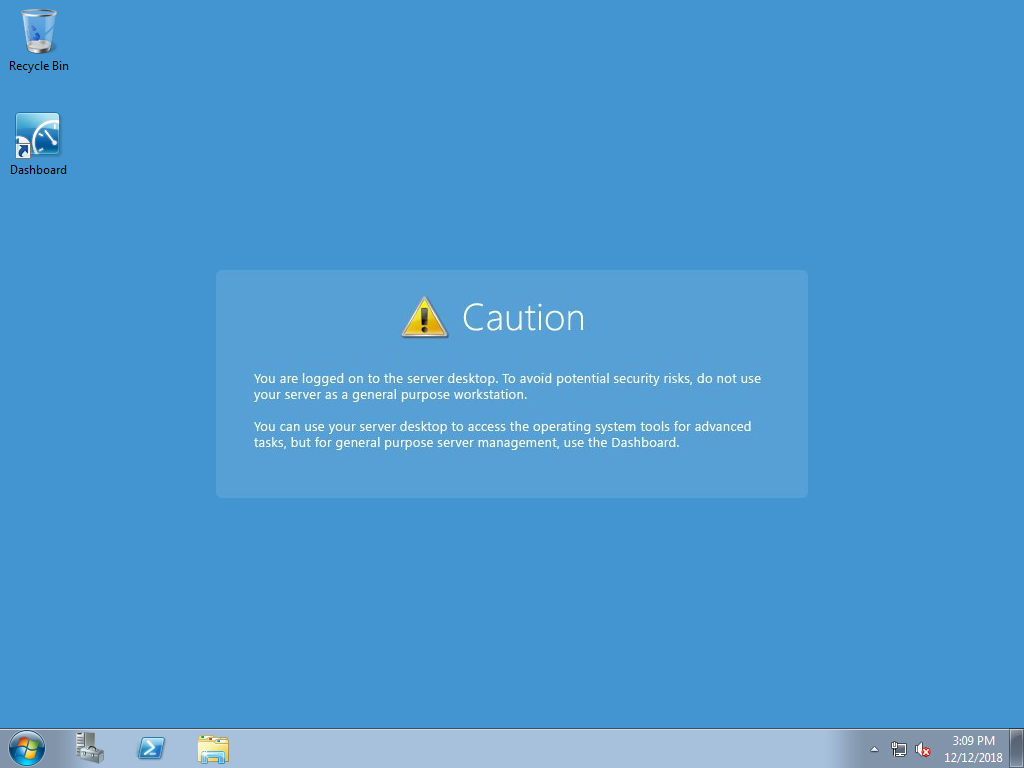 Recycle Bin
Dashboard
Caution
You are logged on to the server desktop. To avoid potential security risks, do not use
your server as a general purpose workstation.
You can use your server desktop to access the operating system tools for advanced
tasks, but for general purpose server management, use the Dashboard.
3:09 PM
12/12/2018